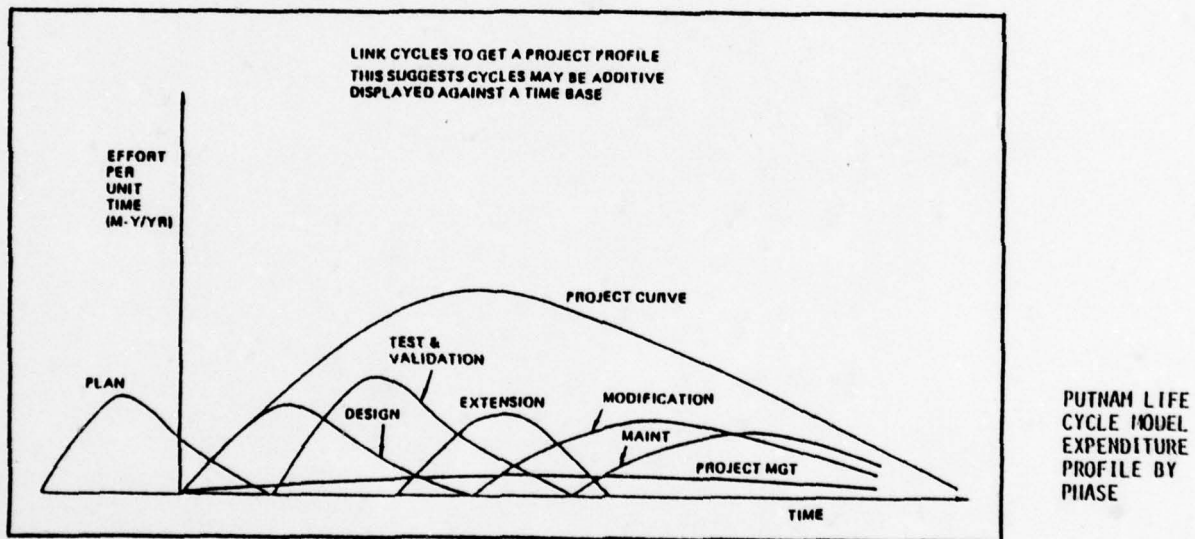 LINK CYCLES TO GET A PROJECT PROFILE
THIS SUGGESTS CYCLES MAY BE ADDITIVE
DISPLAYED AGAINST A TIME BASE
EFFORT
PER
UNIT
TIME
(M-Y/YR)
PROJECT CURVE
TEST &
VALIDATION
PLAN
DESIGN
EXTENSION
MODIFICATION
MAINT
PROJECT MGT
TIME
PUTNAM LIFE
CYCLE MODEL
EXPENDITURE
PROFILE BY
PHASE